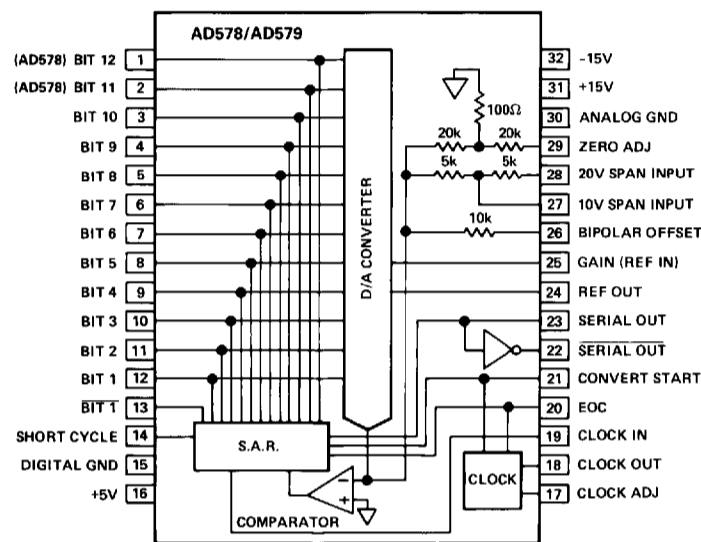 AD578/AD579
(AD578) BIT 12 1
(AD578) BIT 11 2
BIT 10 3
BIT 9 4
BIT 8 5
BIT 7 6
BIT 6 7
BIT 5 8
BIT 4 9
BIT 3 10
BIT 2 11
BIT 1 12
BIT 1 13
SHORT CYCLE 14
DIGITAL GND 15
+5V 16
D/A CONVERTER
S.A.R.
COMPARATOR
−
+
100Ω
20k 20k
5k 5k
10k
CLOCK
32 -15V
31 +15V
30 ANALOG GND
29 ZERO ADJ
28 20V SPAN INPUT
27 10V SPAN INPUT
26 BIPOLAR OFFSET
25 GAIN (REF IN)
24 REF OUT
23 SERIAL OUT
22 SERIAL OUT
21 CONVERT START
20 EOC
19 CLOCK IN
18 CLOCK OUT
17 CLOCK ADJ